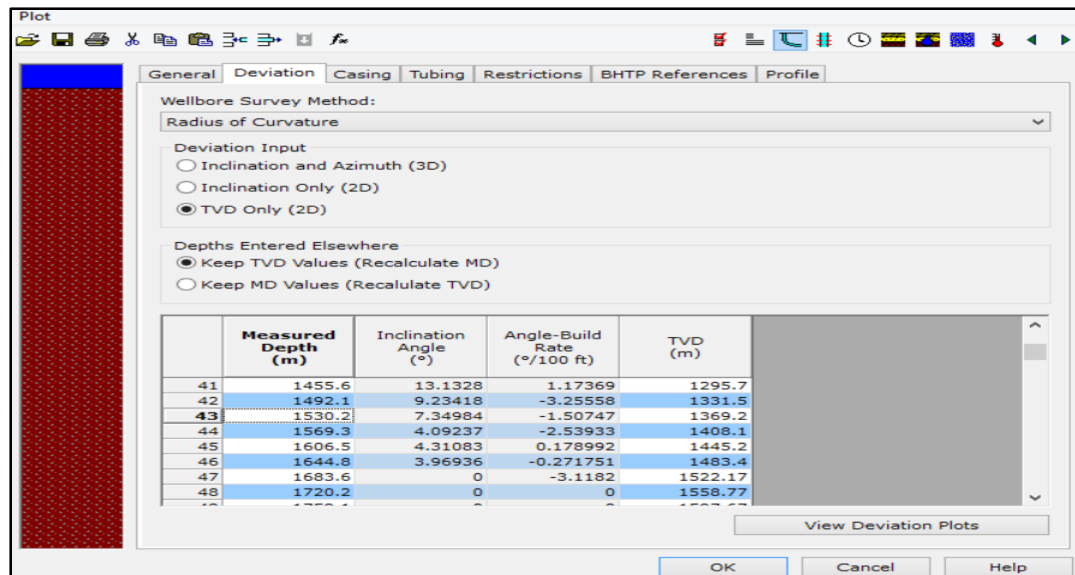 Plot
General Deviation Casing Tubing Restrictions BHTP References Profile
Wellbore Survey Method:
Radius of Curvature
Deviation Input
Inclination and Azimuth (3D)
Inclination Only (2D)
TVD Only (2D)
Depths Entered Elsewhere
Keep TVD Values (Recalculate MD)
Keep MD Values (Recalulate TVD)
Measured Depth (m) Inclination Angle (°) Angle-Build Rate (°/100 ft) TVD (m)
41 1455.6 13.1328 1.17369 1295.7
42 1492.1 9.23418 -3.25558 1331.5
43 1530.2 7.34984 -1.50747 1369.2
44 1569.3 4.09237 -2.53933 1408.1
45 1606.5 4.31083 0.178992 1445.2
46 1644.8 3.96936 -0.271751 1483.4
47 1683.6 0 -3.1182 1522.17
48 1720.2 0 0 1558.77
View Deviation Plots
OK Cancel Help